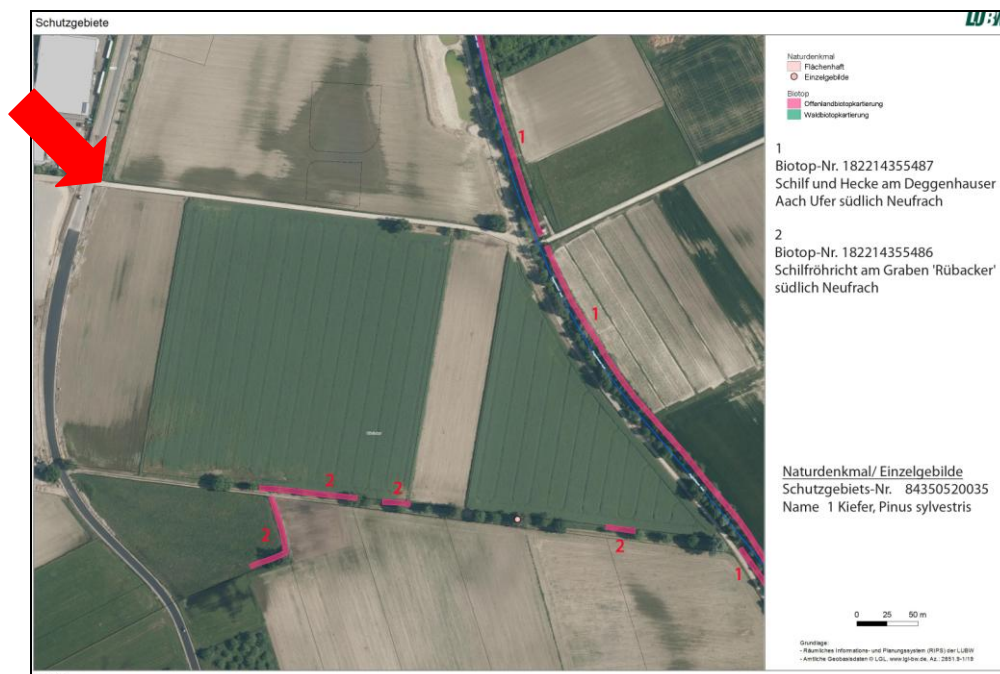 Schutzgebiete
LUBW
Naturdenkmal
Flächenhaft
Einzelgebilde
Biotop
Offenlandbiotopkartierung
Waldbiotopkartierung
1
Biotop-Nr. 182214355487
Schilf und Hecke am Deggenhauser
Aach Ufer südlich Neufrach
2
Biotop-Nr. 182214355486
Schilfröhricht am Graben 'Rübacker'
südlich Neufrach
1
1
2
2
2
2
1
Naturdenkmal/ Einzelgebilde
Schutzgebiets-Nr. 84350520035
Name 1 Kiefer, Pinus sylvestris
0 25 50 m
Grundlage:
- Räumliches Informations- und Planungssystem (RIPS) der LUBW
- Amtliche Geobasisdaten © LGL, www.lgl-bw.de, Az.: 2851.9-1/19